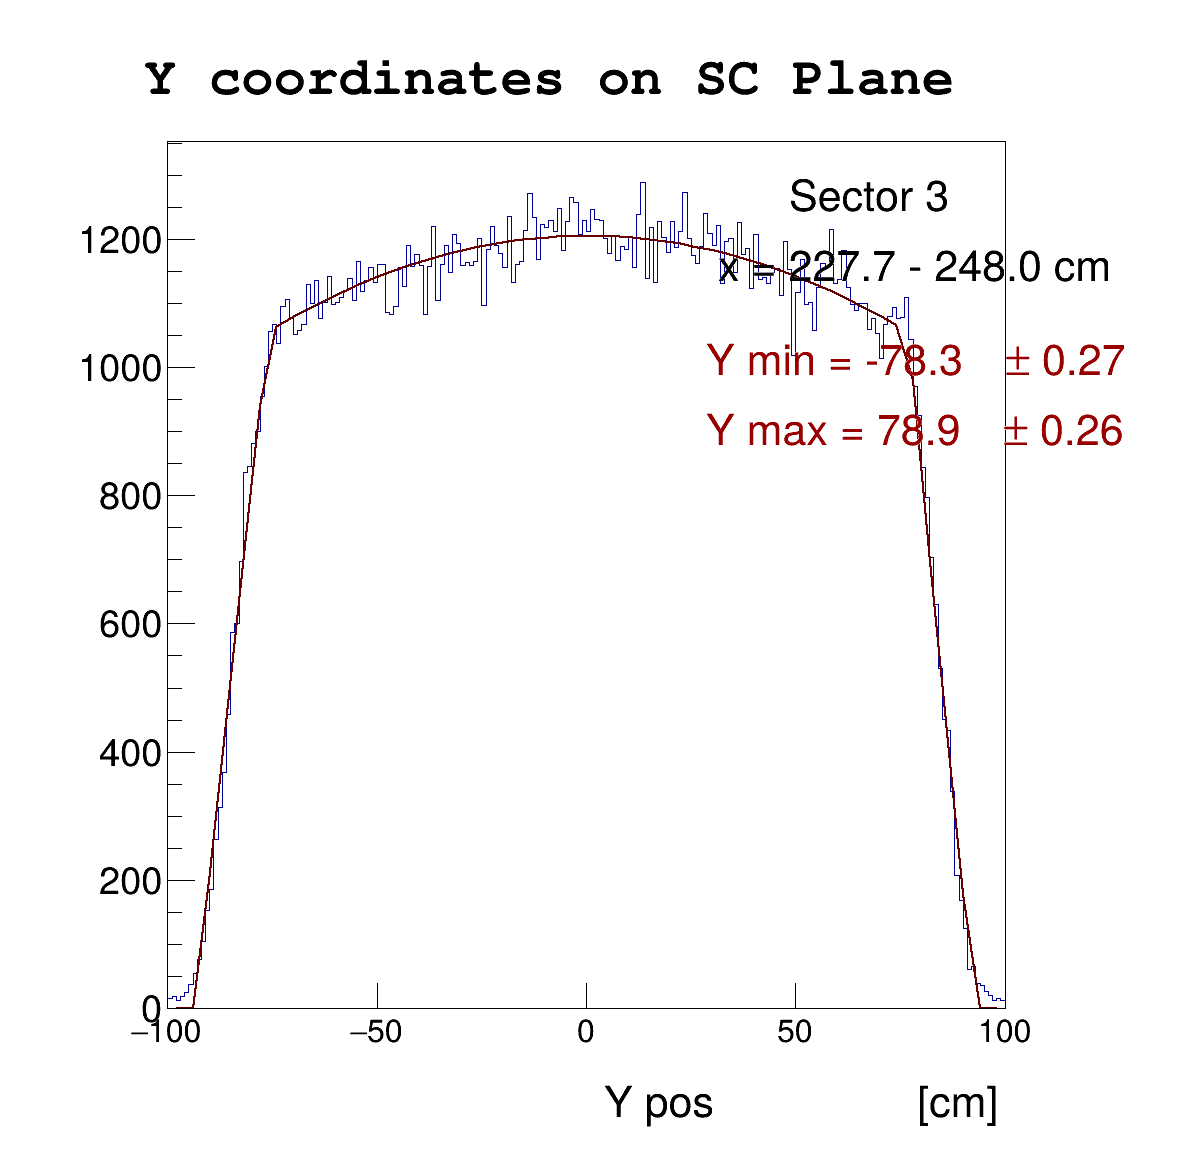 Y coordinates on SC Plane
Sector 3
x = 227.7 - 248.0 cm
Y min = -78.3 ± 0.27
Y max = 78.9 ± 0.26
1200
1000
800
600
400
200
0
−100 −50 0 50 100
Y pos [cm]